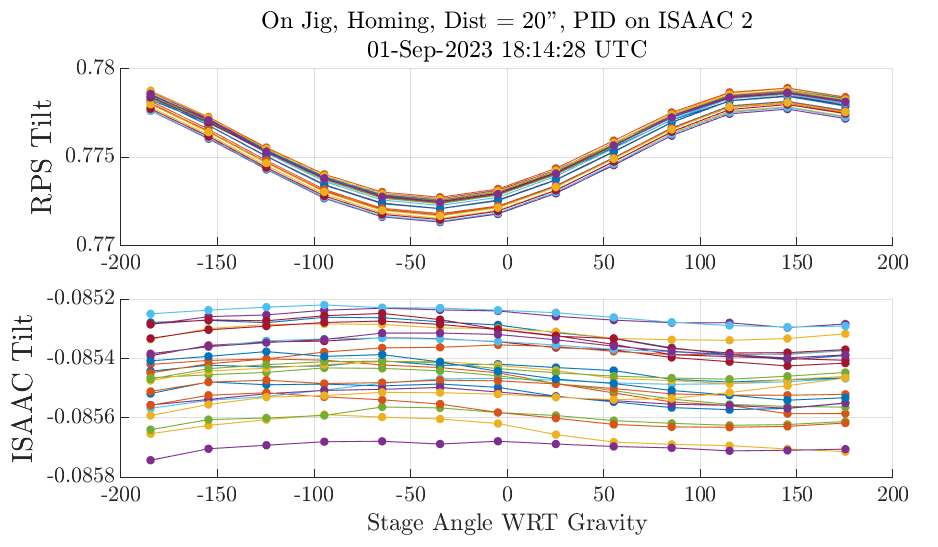 On Jig, Homing, Dist = 20”, PID on ISAAC 2
01-Sep-2023 18:14:28 UTC
0.78
0.775
0.77
RPS Tilt
-200 -150 -100 -50 0 50 100 150 200
-0.0852
-0.0854
-0.0856
-0.0858
ISAAC Tilt
-200 -150 -100 -50 0 50 100 150 200
Stage Angle WRT Gravity